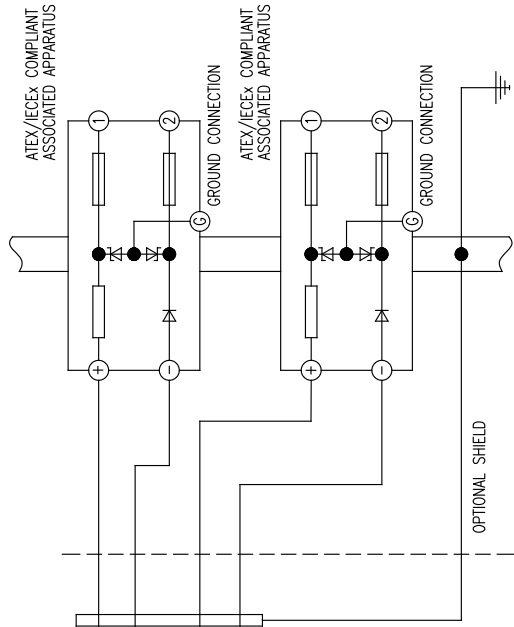 ATEX/IECEx COMPLIANT
ASSOCIATED APPARATUS
1
2
G
GROUND CONNECTION
+
-
ATEX/IECEx COMPLIANT
ASSOCIATED APPARATUS
1
2
G
GROUND CONNECTION
+
-
OPTIONAL SHIELD